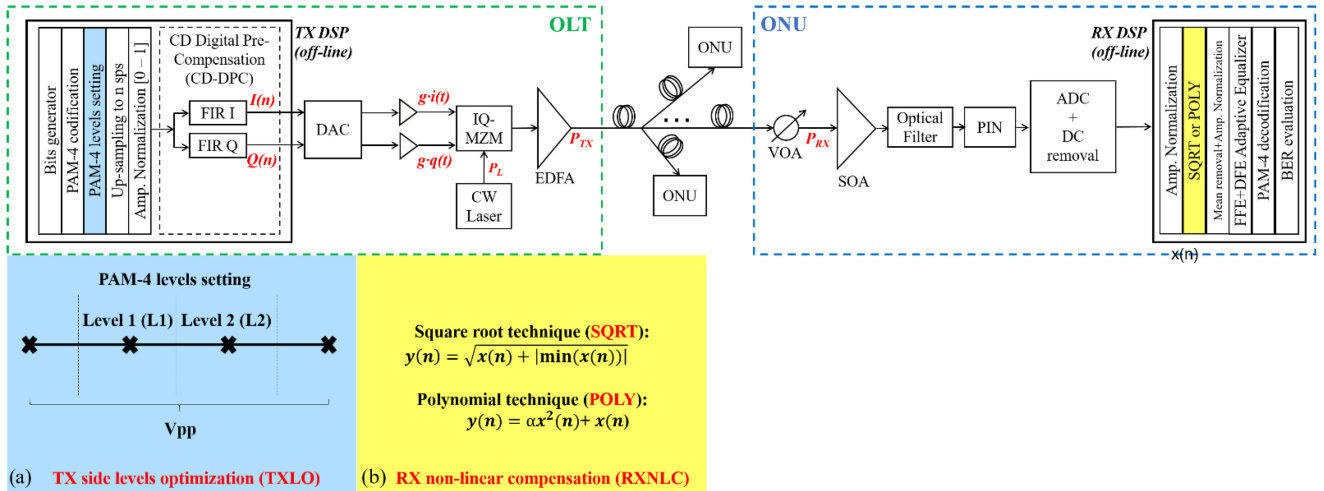 OLT
ONU
TX DSP
(off-line)
Bits generator
PAM-4 codification
PAM-4 levels setting
Up-sampling to n sps
Amp. Normalization [0 – 1]
CD Digital Pre-
Compensation
(CD-DPC)
FIR I
FIR Q
I(n)
Q(n)
DAC
g·i(t)
g·q(t)
IQ-
MZM
P_L
CW
Laser
EDFA
P_TX
ONU
...
ONU
VOA
P_RX
SOA
Optical
Filter
PIN
ADC
+
DC
removal
RX DSP
(off-line)
Amp. Normalization
SQRT or POLY
Mean removal+Amp. Normalization
FFE+DFE Adaptive Equalizer
PAM-4 decodification
BER evaluation
x(n)
PAM-4 levels setting
Level 1 (L1) Level 2 (L2)
Vpp
(a) TX side levels optimization (TXLO)
Square root technique (SQRT):
y(n) = √x(n) + |min(x(n))|
Polynomial technique (POLY):
y(n) = αx²(n)+ x(n)
(b) RX non-linear compensation (RXNLC)